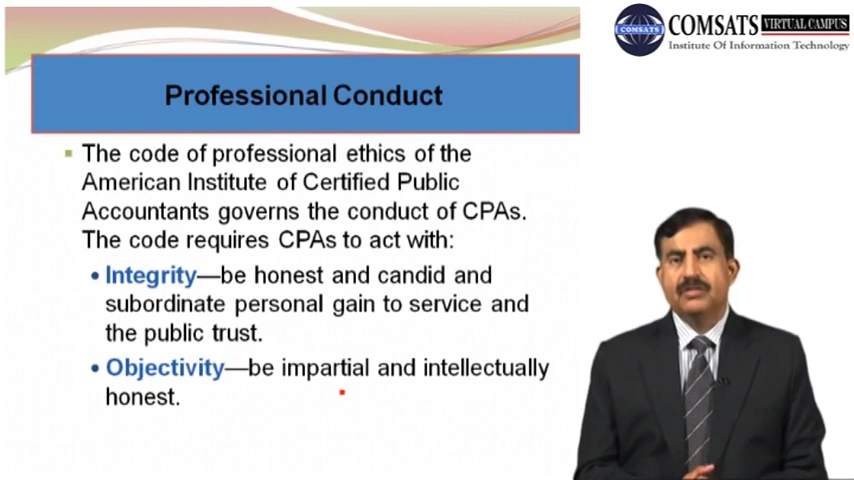 COMSATS VIRTUAL CAMPUS
COMSATS
Institute Of Information Technology
Professional Conduct
The code of professional ethics of the
American Institute of Certified Public
Accountants governs the conduct of CPAs.
The code requires CPAs to act with:
• Integrity—be honest and candid and
subordinate personal gain to service and
the public trust.
• Objectivity—be impartial and intellectually
honest.